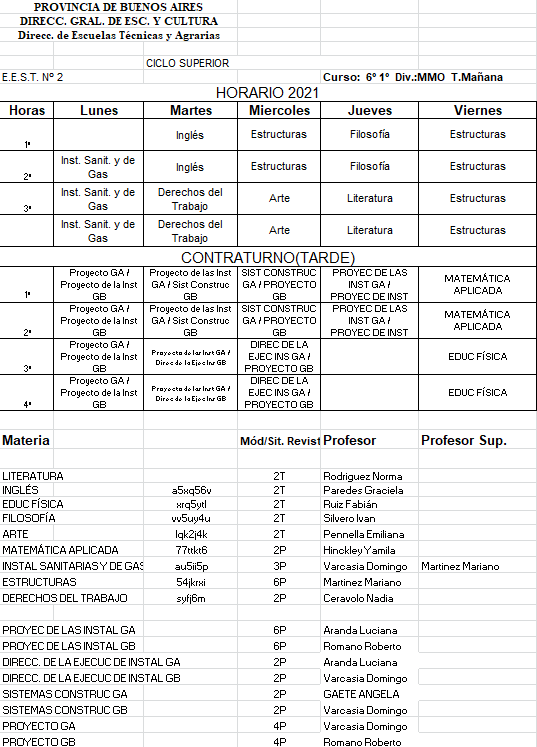 PROVINCIA DE BUENOS AIRES
DIRECC. GRAL. DE ESC. Y CULTURA
Direcc. de Escuelas Técnicas y Agrarias
CICLO SUPERIOR
E.E.S.T. Nº 2 Curso: 6º 1º Div.:MMO T.Mañana
HORARIO 2021
Horas Lunes Martes Miercoles Jueves Viernes
1º Inglés Estructuras Filosofía Estructuras
2º Inst. Sanit. y de Gas Inglés Estructuras Filosofía Estructuras
3º Inst. Sanit. y de Gas Derechos del Trabajo Arte Literatura Estructuras
Inst. Sanit. y de Gas Derechos del Trabajo Arte Literatura Estructuras
CONTRATURNO(TARDE)
1º Proyecto GA / Proyecto de la Inst GB Proyecto de las Inst GA / Sist Construc GB SIST CONSTRUC GA / PROYECTO GB PROYEC DE LAS INST GA / PROYEC DE INST MATEMÁTICA APLICADA
2º Proyecto GA / Proyecto de la Inst GB Proyecto de las Inst GA / Sist Construc GB SIST CONSTRUC GA / PROYECTO GB PROYEC DE LAS INST GA / PROYEC DE INST MATEMÁTICA APLICADA
3º Proyecto GA / Proyecto de la Inst GB Proyecto de las Inst GA / Direc de la Ejec Ins GB DIREC DE LA EJEC INS GA / PROYECTO GB EDUC FÍSICA
4º Proyecto GA / Proyecto de la Inst GB Proyecto de las Inst GA / Direc de la Ejec Ins GB DIREC DE LA EJEC INS GA / PROYECTO GB EDUC FÍSICA
Materia Mód/Sit. Revist Profesor Profesor Sup.
LITERATURA 2T Rodriguez Norma
INGLÉS a5xq56v 2T Paredes Graciela
EDUC FÍSICA xrq5ytl 2T Ruiz Fabián
FILOSOFÍA vv5uy4u 2T Silvero Ivan
ARTE lqk2j4k 2T Pennella Emiliana
MATEMÁTICA APLICADA 77ttkt6 2P Hinckley Yamila
INSTAL SANITARIAS Y DE GAS au5ii5p 3P Varcasia Domingo Martinez Mariano
ESTRUCTURAS 54jkrxi 6P Martinez Mariano
DERECHOS DEL TRABAJO syfj6m 2P Ceravolo Nadia
PROYEC DE LAS INSTAL GA 6P Aranda Luciana
PROYEC DE LAS INSTAL GB 6P Romano Roberto
DIRECC. DE LA EJECUC DE INSTAL GA 2P Aranda Luciana
DIRECC. DE LA EJECUC DE INSTAL GB 2P Varcasia Domingo
SISTEMAS CONSTRUC GA 2P GAETE ANGELA
SISTEMAS CONSTRUC GB 2P Varcasia Domingo
PROYECTO GA 4P Varcasia Domingo
PROYECTO GB 4P Romano Roberto